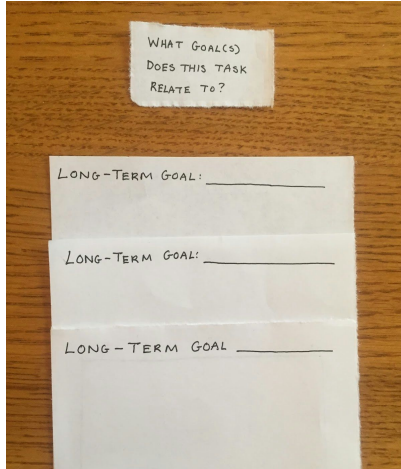 WHAT GOAL(S)
DOES THIS TASK
RELATE TO?
LONG-TERM GOAL: ___________
LONG-TERM GOAL: ___________
LONG-TERM GOAL ___________